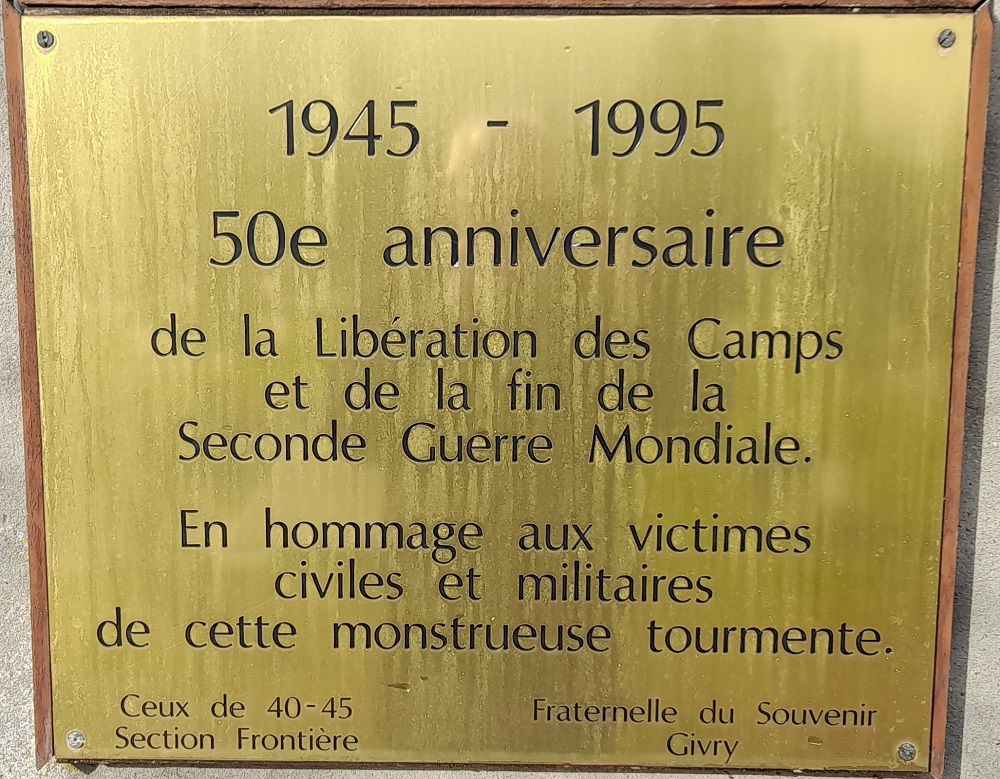 1945 - 1995
50e anniversaire
de la Libération des Camps
et de la fin de la
Seconde Guerre Mondiale.
En hommage aux victimes
civiles et militaires
de cette monstrueuse tourmente.
Ceux de 40-45
Section Frontière
Fraternelle du Souvenir
Givry